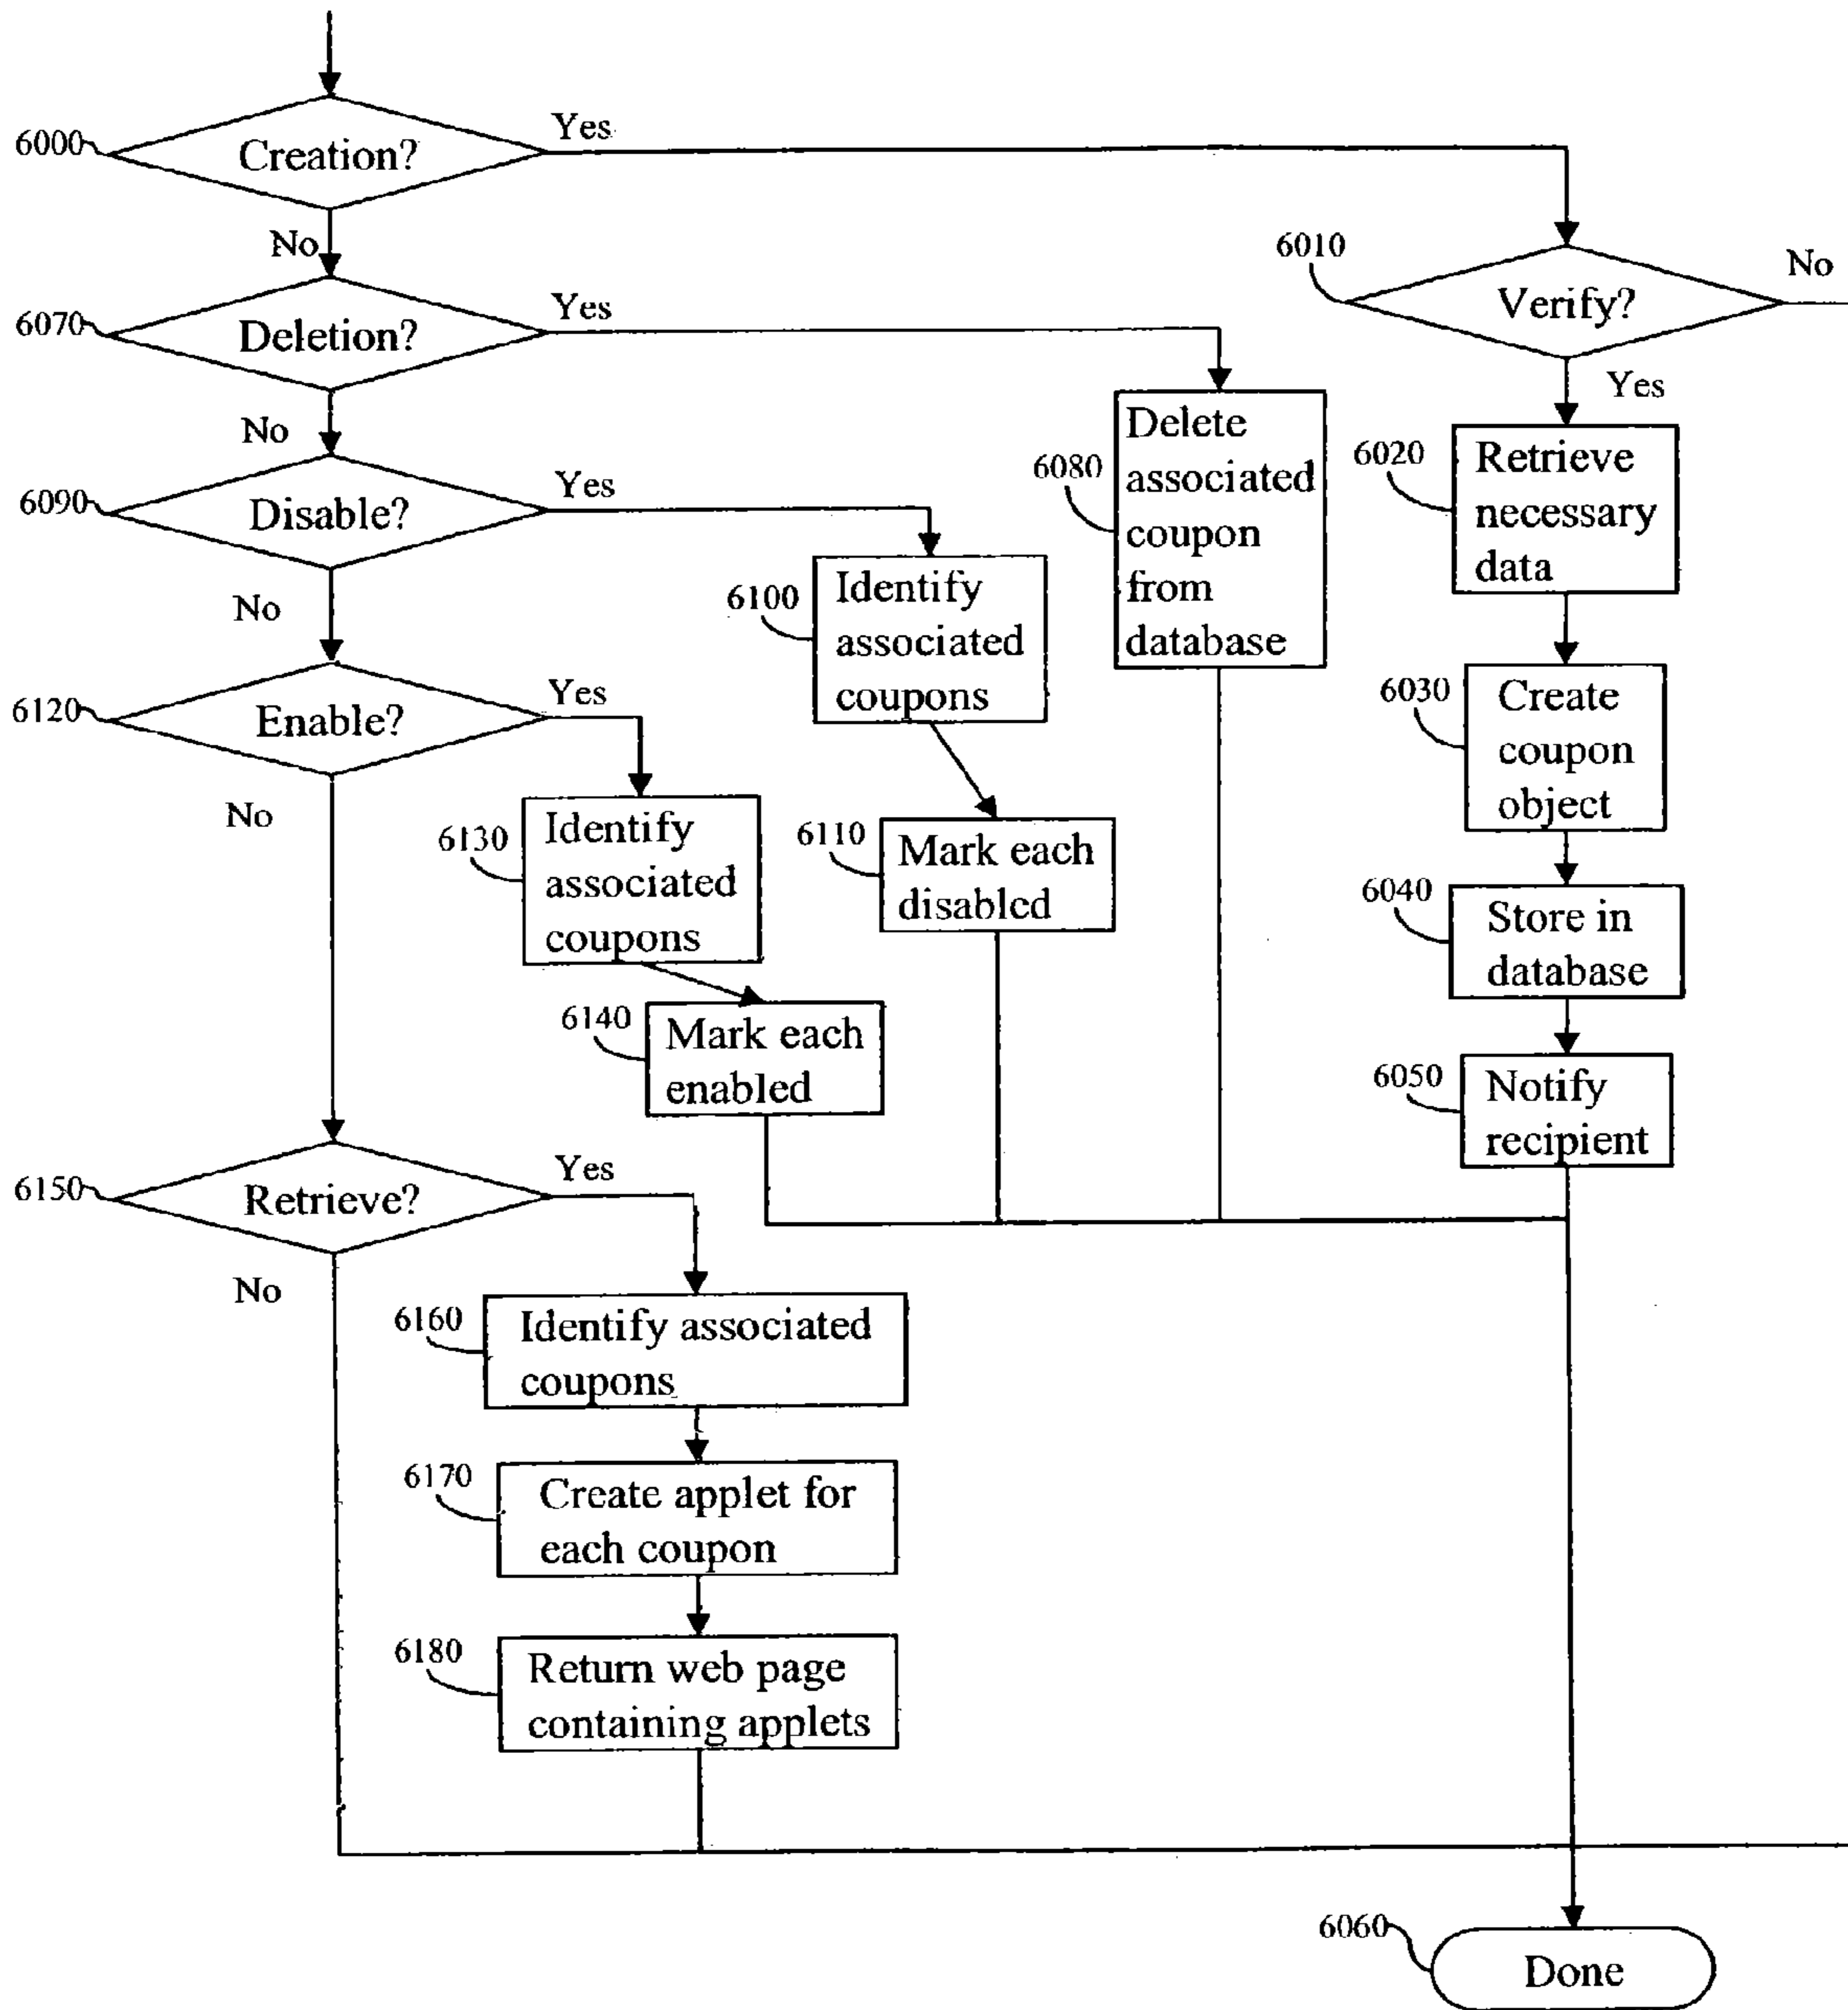 Yes
6000
Creation?
No
6010
No
Verify?
Yes
6070
Deletion?
Yes
No
Delete
associated
coupon
from
database
6080
6020
Retrieve
necessary
data
6090
Disable?
Yes
No
6100
Identify
associated
coupons
6030
Create
coupon
object
6120
Enable?
Yes
No
6130
Identify
associated
coupons
6110
Mark each
disabled
6040
Store in
database
6140
Mark each
enabled
6050
Notify
recipient
6150
Retrieve?
Yes
No
6160
Identify associated
coupons
6170
Create applet for
each coupon
6180
Return web page
containing applets
6060
Done